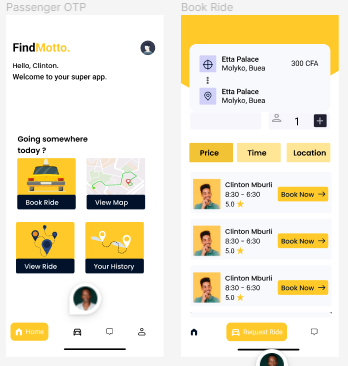 Passenger OTP
FindMotto.
Hello, Clinton.
Welcome to your super app.
Going somewhere
today ?
Book Ride
View Map
View Ride
Your History
Home
Book Ride
Etta Palace
Molyko, Buea
300 CFA
Etta Palace
Molyko, Buea
1
Price
Time
Location
Clinton Mburli
8:30 - 6:30
5.0
Book Now
Clinton Mburli
8:30 - 6:30
5.0
Book Now
Clinton Mburli
8:30 - 6:30
5.0
Book Now
Request Ride